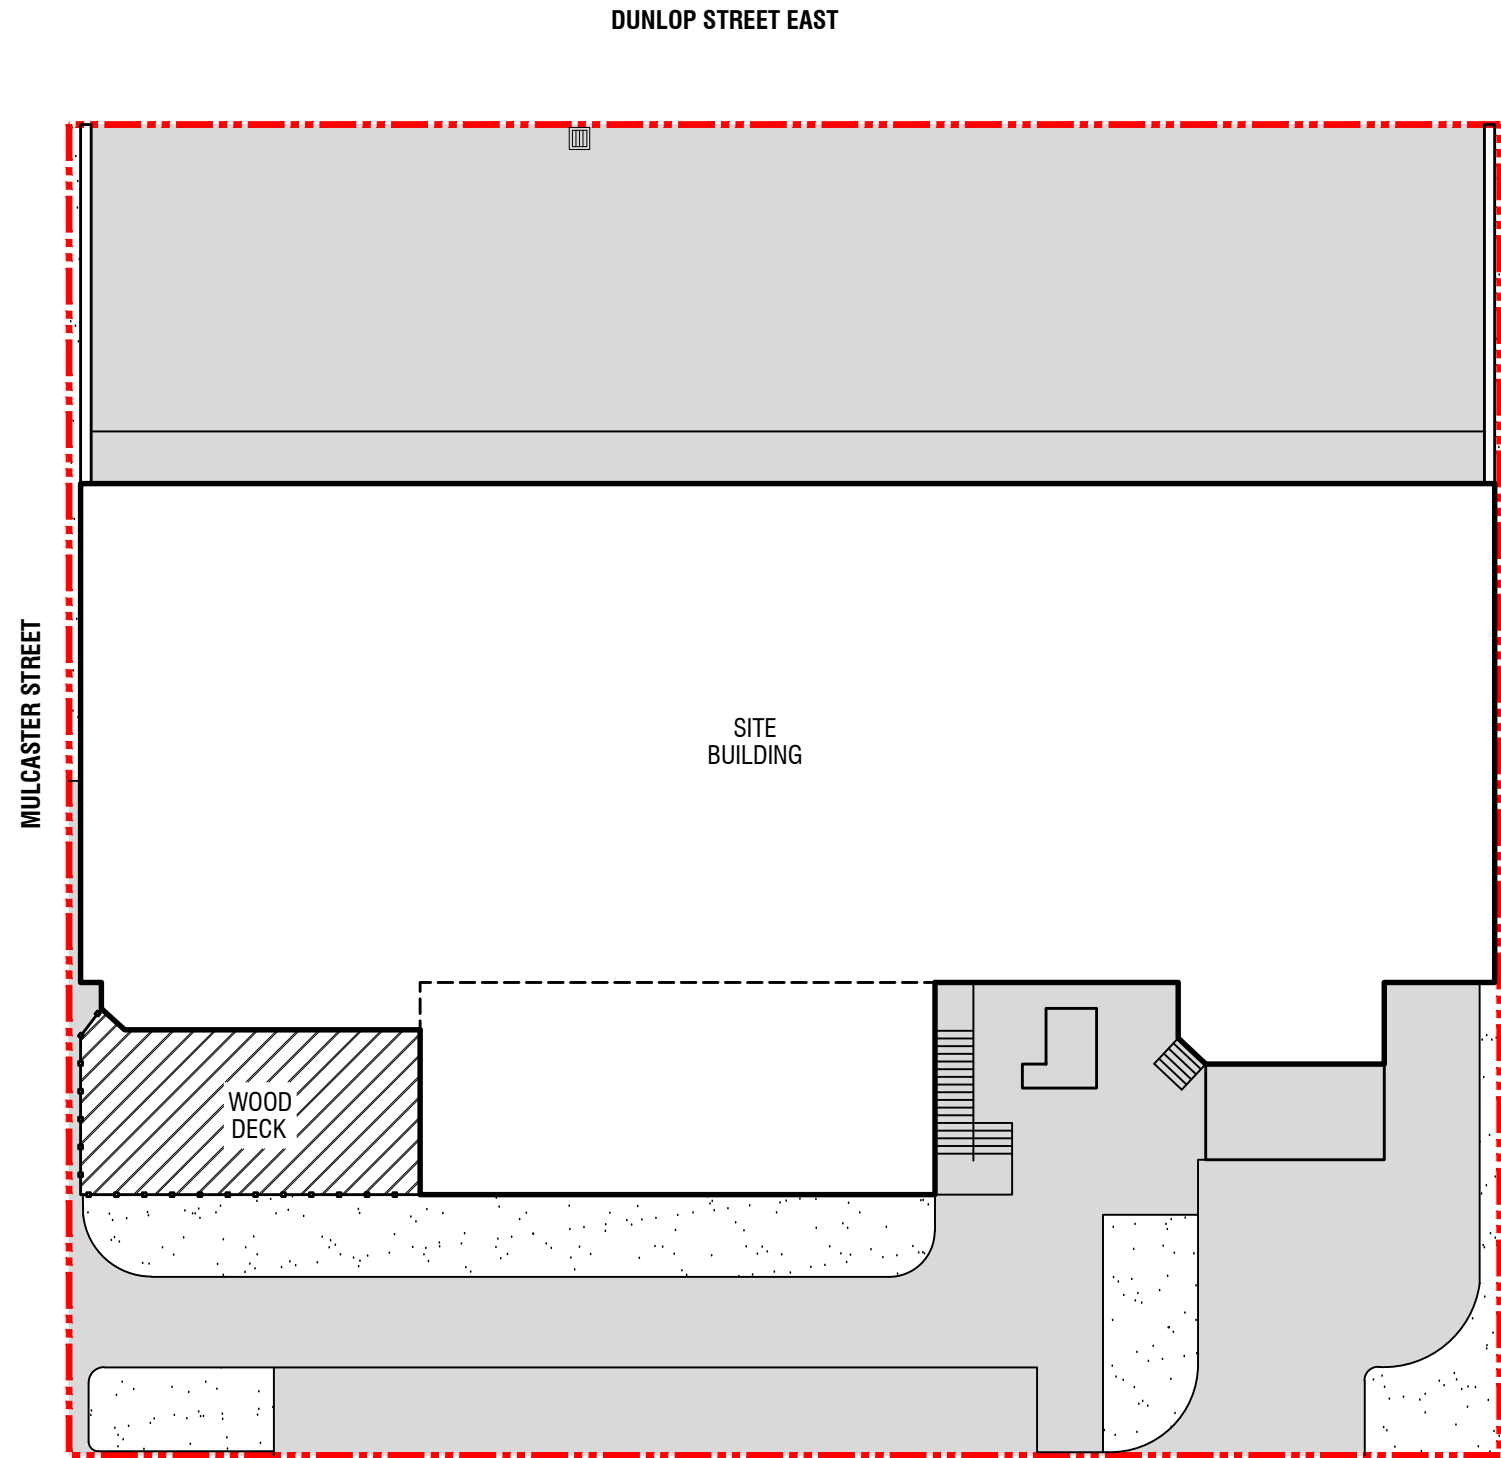 DUNLOP STREET EAST
MULCASTER STREET
SITE
BUILDING
WOOD
DECK